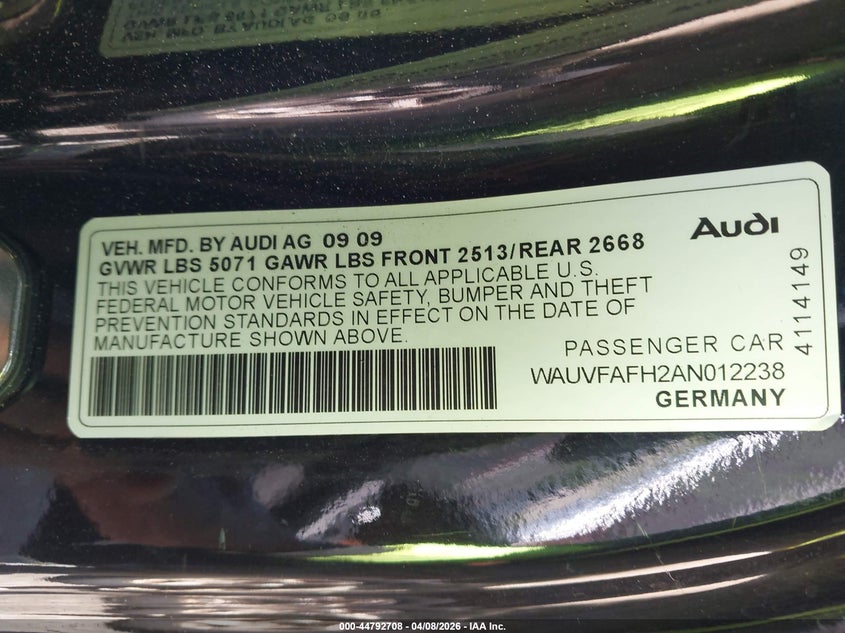 VEH. MFD. BY AUDI AG 09 09
GVWR LBS 5071 GAWR LBS FRONT 2513/REAR 2668
THIS VEHICLE CONFORMS TO ALL APPLICABLE U.S.
FEDERAL MOTOR VEHICLE SAFETY, BUMPER AND THEFT
PREVENTION STANDARDS IN EFFECT ON THE DATE OF
MANUFACTURE SHOWN ABOVE.
Audi
4114149
PASSENGER CAR
WAUVFAFH2AN012238
GERMANY
000-44792708 - 04/08/2026 - IAA Inc.